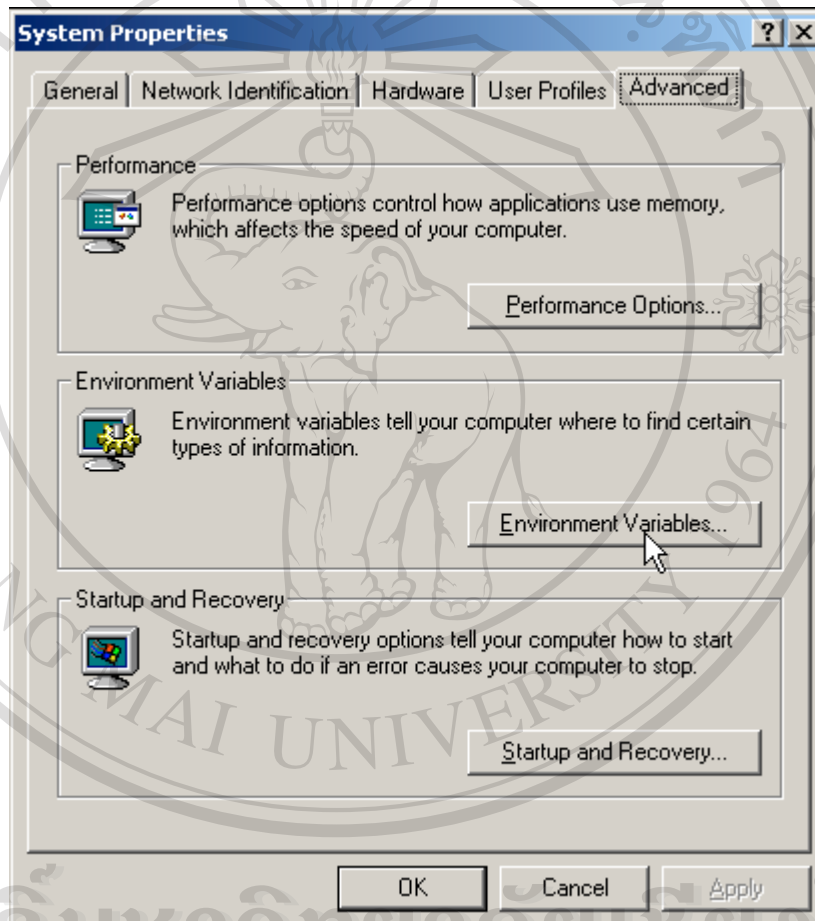 System Properties
General
Network Identification
Hardware
User Profiles
Advanced
Performance
Performance options control how applications use memory,
which affects the speed of your computer.
Performance Options...
Environment Variables
Environment variables tell your computer where to find certain
types of information.
Environment Variables...
Startup and Recovery
Startup and recovery options tell your computer how to start
and what to do if an error causes your computer to stop.
Startup and Recovery...
OK
Cancel
Apply
MAI UNIVERSITY 1964